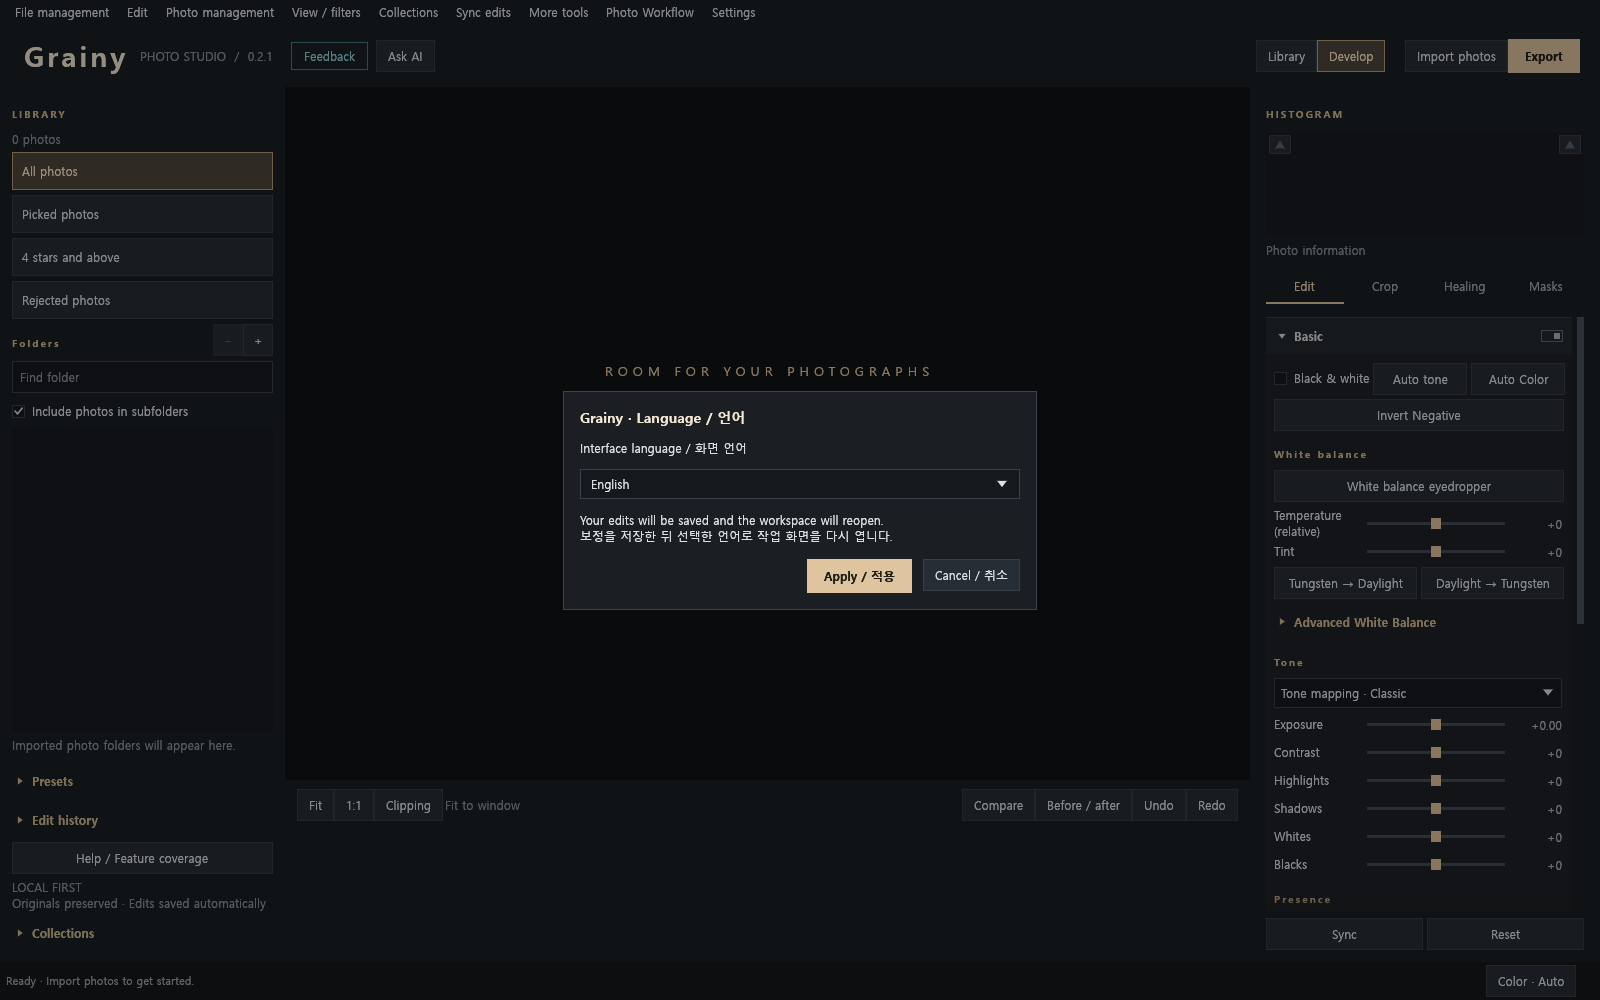 File management Edit Photo management View / filters Collections Sync edits More tools Photo Workflow Settings
Grainy PHOTO STUDIO / 0.2.1 Feedback Ask AI Library Develop Import photos Export
LIBRARY
0 photos
All photos
Picked photos
4 stars and above
Rejected photos
Folders − +
Find folder
Include photos in subfolders
Imported photo folders will appear here.
Presets
Edit history
Help / Feature coverage
LOCAL FIRST
Originals preserved · Edits saved automatically
Collections
ROOM FOR YOUR PHOTOGRAPHS
Grainy · Language / 언어
Interface language / 화면 언어
English
Your edits will be saved and the workspace will reopen.
보정을 저장한 뒤 선택한 언어로 작업 화면을 다시 엽니다.
Apply / 적용 Cancel / 취소
Fit 1:1 Clipping Fit to window Compare Before / after Undo Redo
HISTOGRAM
Photo information
Edit Crop Healing Masks
Basic
Black & white Auto tone Auto Color
Invert Negative
White balance
White balance eyedropper
Temperature
(relative) +0
Tint +0
Tungsten → Daylight Daylight → Tungsten
Advanced White Balance
Tone
Tone mapping · Classic
Exposure +0.00
Contrast +0
Highlights +0
Shadows +0
Whites +0
Blacks +0
Presence
Sync Reset
Ready · Import photos to get started. Color · Auto